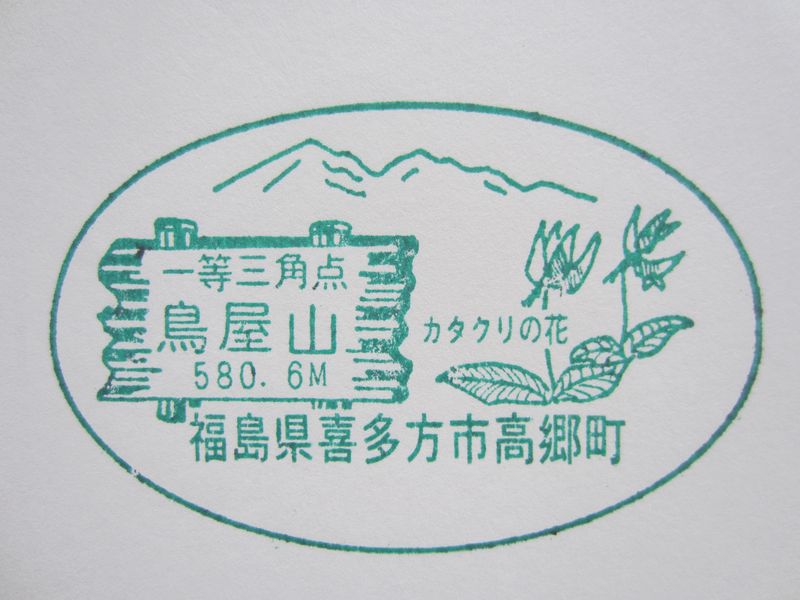 一等三角点
鳥屋山
580.6M
カタクリの花
福島県喜多方市高郷町